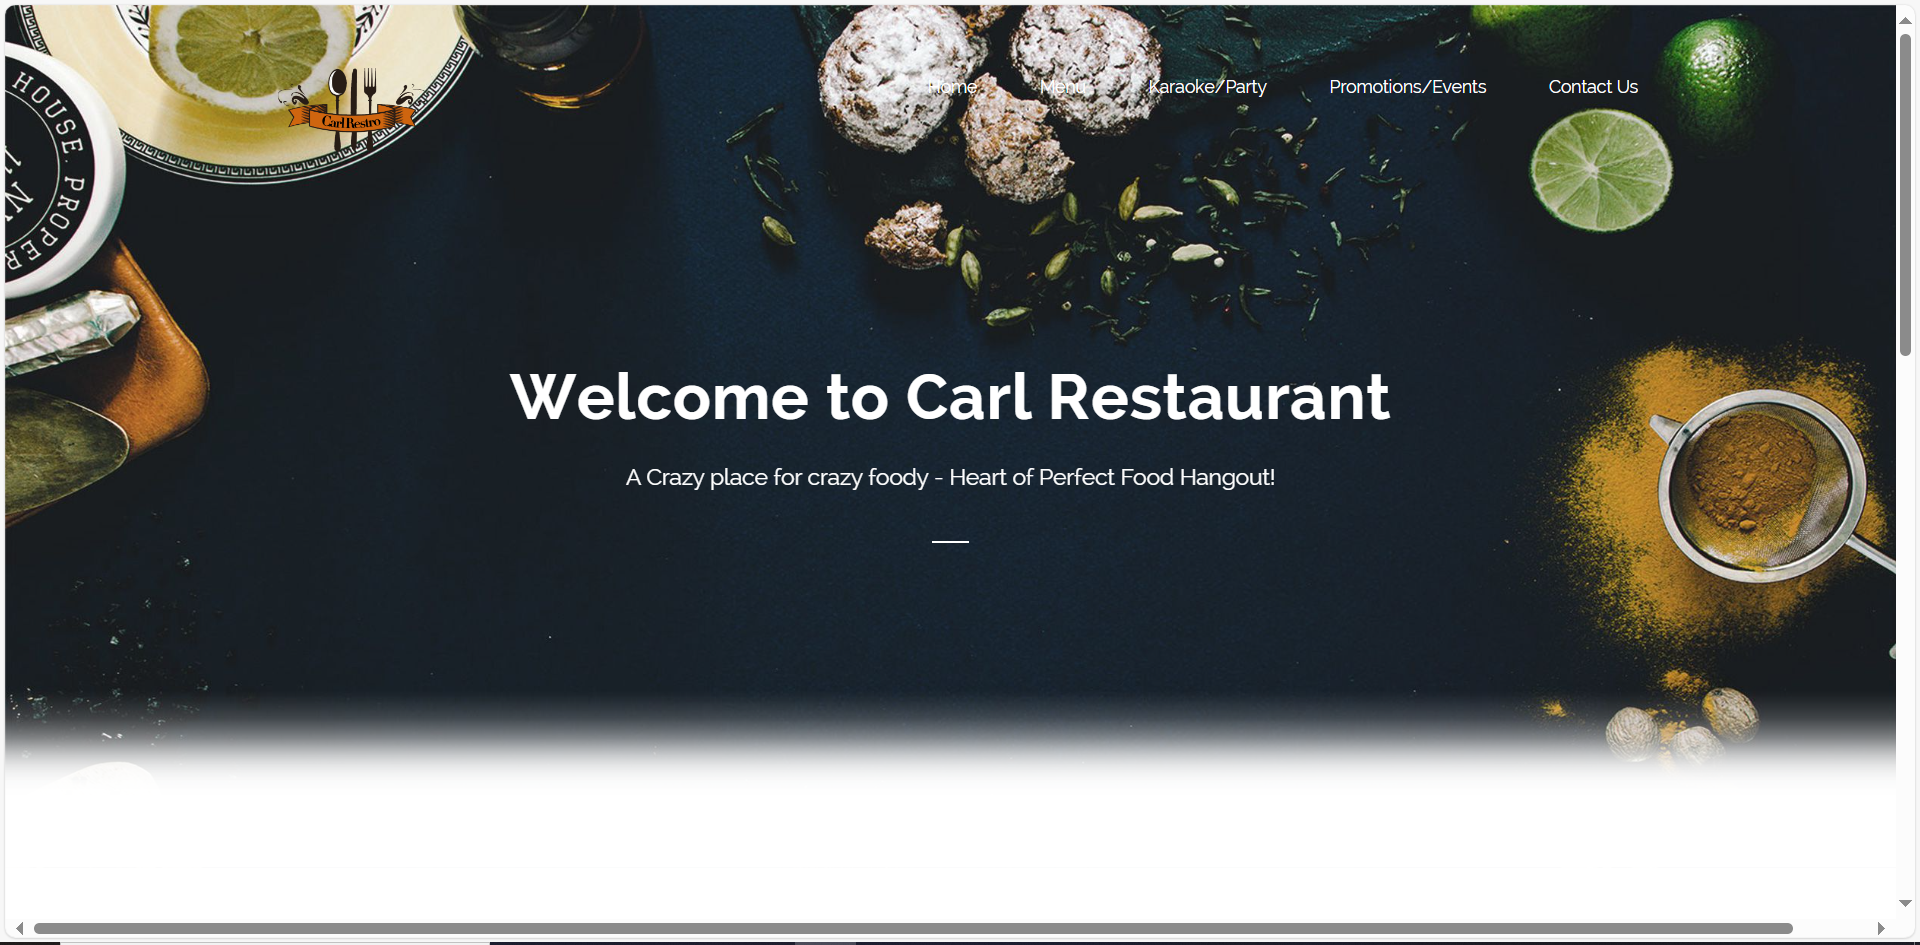 HOUSE. PROPER
Carl Restro
Home
Menu
Karaoke/Party
Promotions/Events
Contact Us
Welcome to Carl Restaurant
A Crazy place for crazy foody - Heart of Perfect Food Hangout!